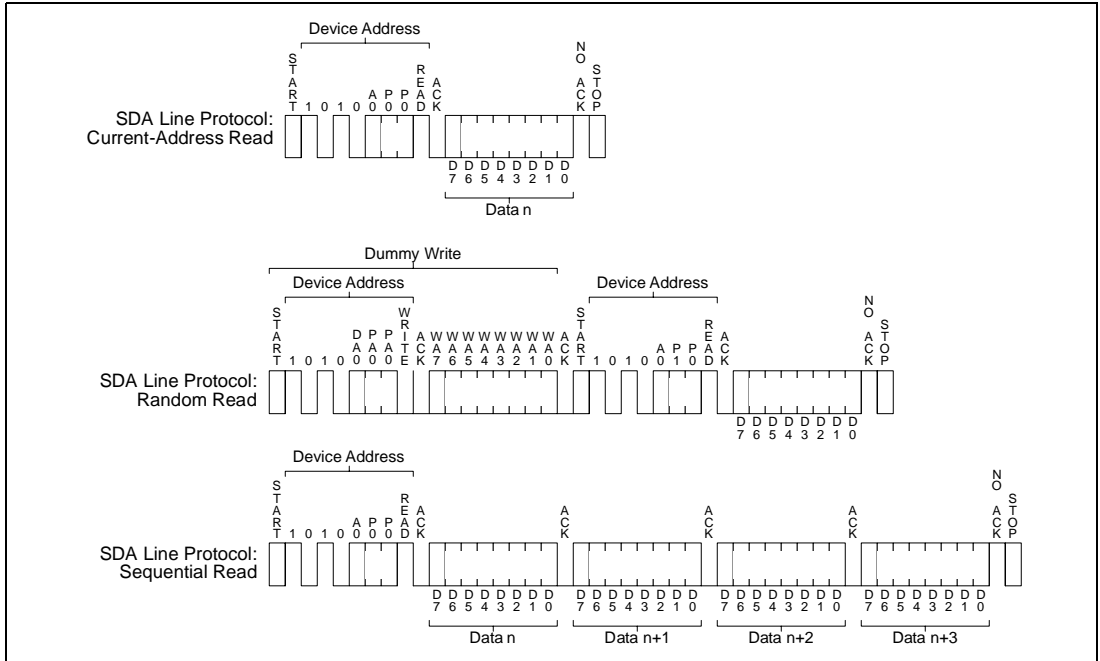 Device Address
START 1 0 1 0 A0 P0 P0 READ ACK NO ACK STOP
SDA Line Protocol:
Current-Address Read
D7 D6 D5 D4 D3 D2 D1 D0
Data n
Dummy Write
Device Address Device Address
START 1 0 1 0 DA0 PA0 PA0 WRITE ACK WA7 WA6 WA5 WA4 WA3 WA2 WA1 WA0 ACK START 1 0 1 0 A0 P1 P0 READ ACK NO ACK STOP
SDA Line Protocol:
Random Read
D7 D6 D5 D4 D3 D2 D1 D0
Device Address
START 1 0 1 0 A0 P0 P0 READ ACK ACK ACK ACK NO ACK STOP
SDA Line Protocol:
Sequential Read
D7 D6 D5 D4 D3 D2 D1 D0 D7 D6 D5 D4 D3 D2 D1 D0 D7 D6 D5 D4 D3 D2 D1 D0 D7 D6 D5 D4 D3 D2 D1 D0
Data n Data n+1 Data n+2 Data n+3